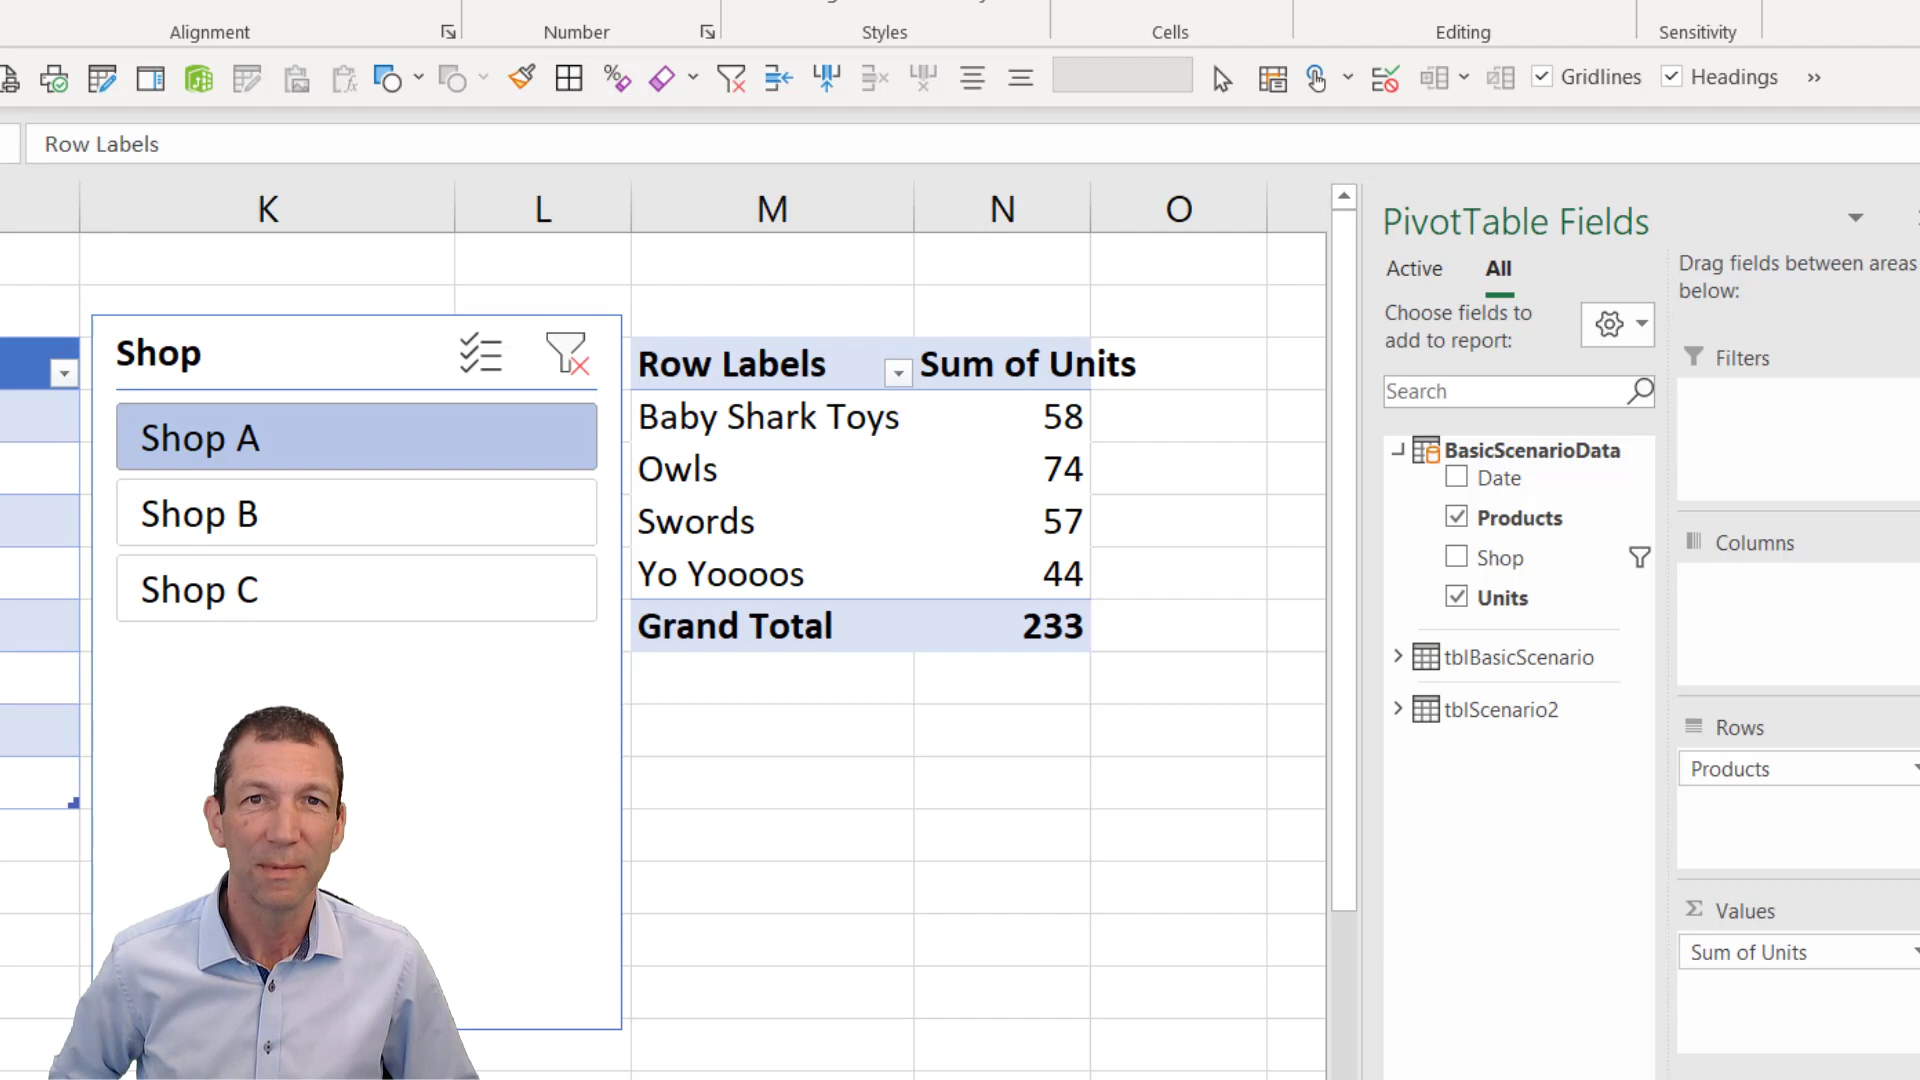 Alignment
Number
Styles
Cells
Editing
Sensitivity
Gridlines
Headings
Row Labels
K
L
M
N
O
Shop
Shop A
Shop B
Shop C
Row Labels Sum of Units
Baby Shark Toys 58
Owls 74
Swords 57
Yo Yoooos 44
Grand Total 233
PivotTable Fields
Active All
Choose fields to
add to report:
Search
BasicScenarioData
Date
Products
Shop
Units
tblBasicScenario
tblScenario2
Drag fields between areas
below:
Filters
Columns
Rows
Products
Σ Values
Sum of Units